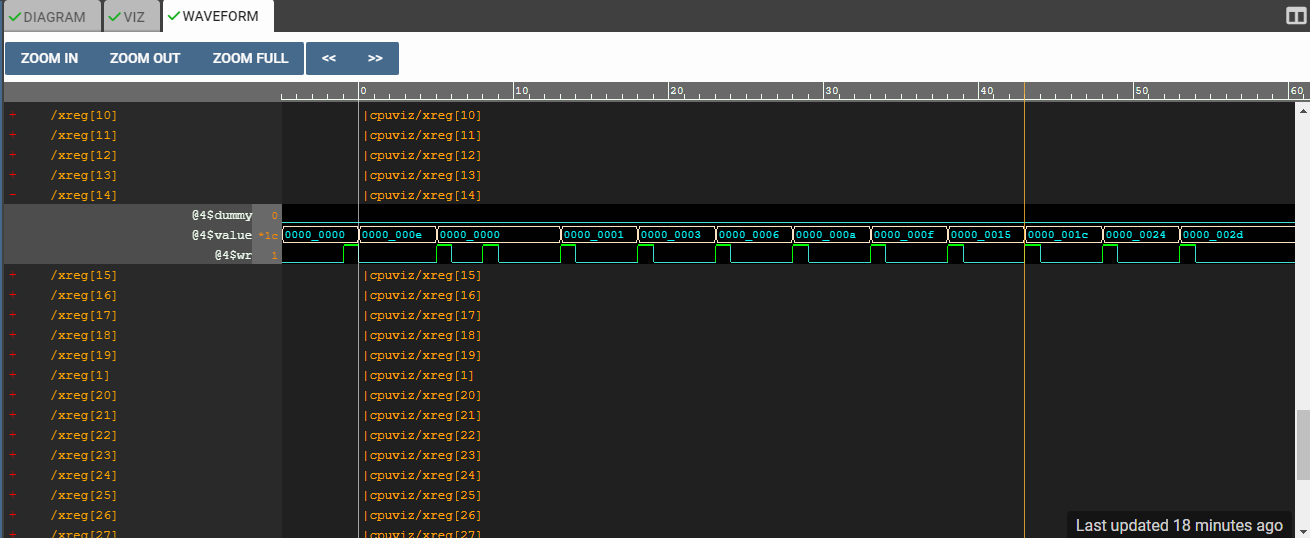 DIAGRAM VIZ WAVEFORM
ZOOM IN ZOOM OUT ZOOM FULL << >>
0 10 20 30 40 50 60
+ /xreg[10] |cpuviz/xreg[10]
+ /xreg[11] |cpuviz/xreg[11]
+ /xreg[12] |cpuviz/xreg[12]
+ /xreg[13] |cpuviz/xreg[13]
- /xreg[14] |cpuviz/xreg[14]
@4$dummy 0
@4$value *1c 0000_0000 0000_000e 0000_0000 0000_0001 0000_0003 0000_0006 0000_000a 0000_000f 0000_0015 0000_001c 0000_0024 0000_002d
@4$wr 1
+ /xreg[15] |cpuviz/xreg[15]
+ /xreg[16] |cpuviz/xreg[16]
+ /xreg[17] |cpuviz/xreg[17]
+ /xreg[18] |cpuviz/xreg[18]
+ /xreg[19] |cpuviz/xreg[19]
+ /xreg[1] |cpuviz/xreg[1]
+ /xreg[20] |cpuviz/xreg[20]
+ /xreg[21] |cpuviz/xreg[21]
+ /xreg[22] |cpuviz/xreg[22]
+ /xreg[23] |cpuviz/xreg[23]
+ /xreg[24] |cpuviz/xreg[24]
+ /xreg[25] |cpuviz/xreg[25]
+ /xreg[26] |cpuviz/xreg[26]
+ /xreg[27] |cpuviz/xreg[27]
Last updated 18 minutes ago